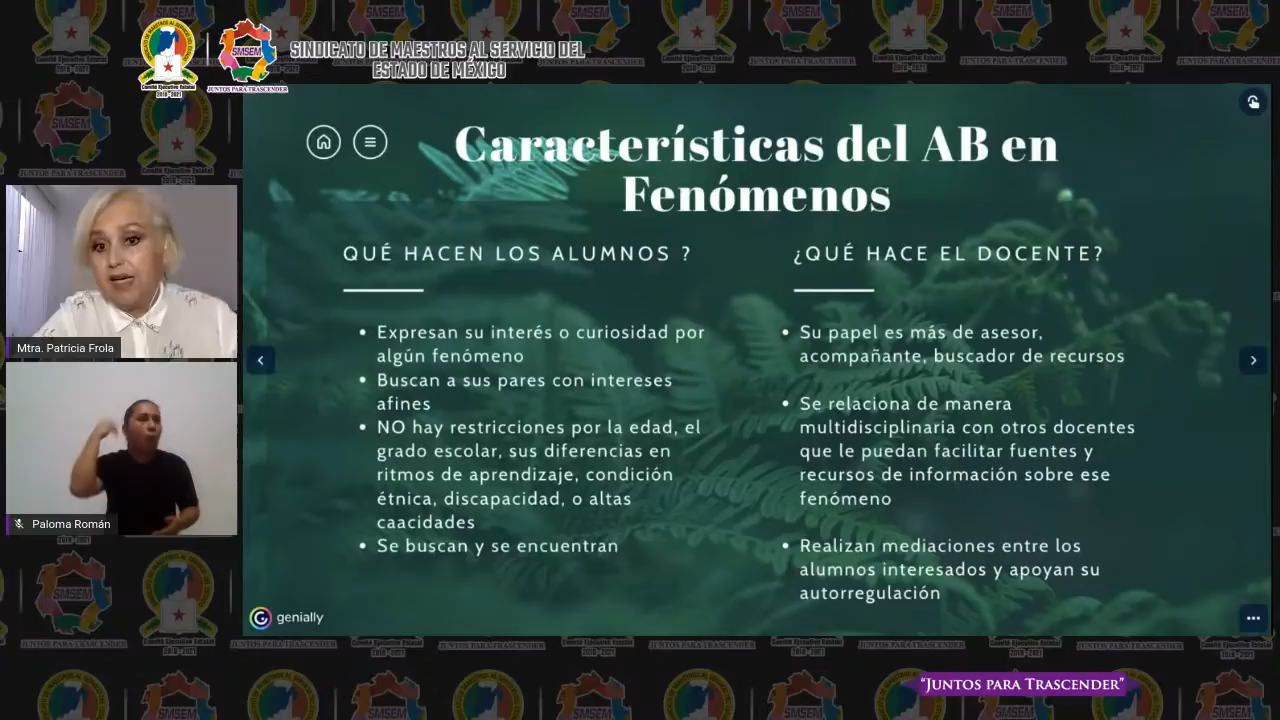 SINDICATO DE MAESTROS AL SERVICIO DEL
ESTADO DE MÉXICO
SMSEM
JUNTOS PARA TRASCENDER
Comité Ejecutivo Estatal
2018 - 2021
Características del AB en
Fenómenos
QUÉ HACEN LOS ALUMNOS ?
• Expresan su interés o curiosidad por
algún fenómeno
• Buscan a sus pares con intereses
afines
• NO hay restricciones por la edad, el
grado escolar, sus diferencias en
ritmos de aprendizaje, condición
étnica, discapacidad, o altas
caacidades
• Se buscan y se encuentran
¿QUÉ HACE EL DOCENTE?
• Su papel es más de asesor,
acompañante, buscador de recursos
• Se relaciona de manera
multidisciplinaria con otros docentes
que le puedan facilitar fuentes y
recursos de información sobre ese
fenómeno
• Realizan mediaciones entre los
alumnos interesados y apoyan su
autorregulación
Mtra. Patricia Frola
Paloma Román
genially
“JUNTOS PARA TRASCENDER”